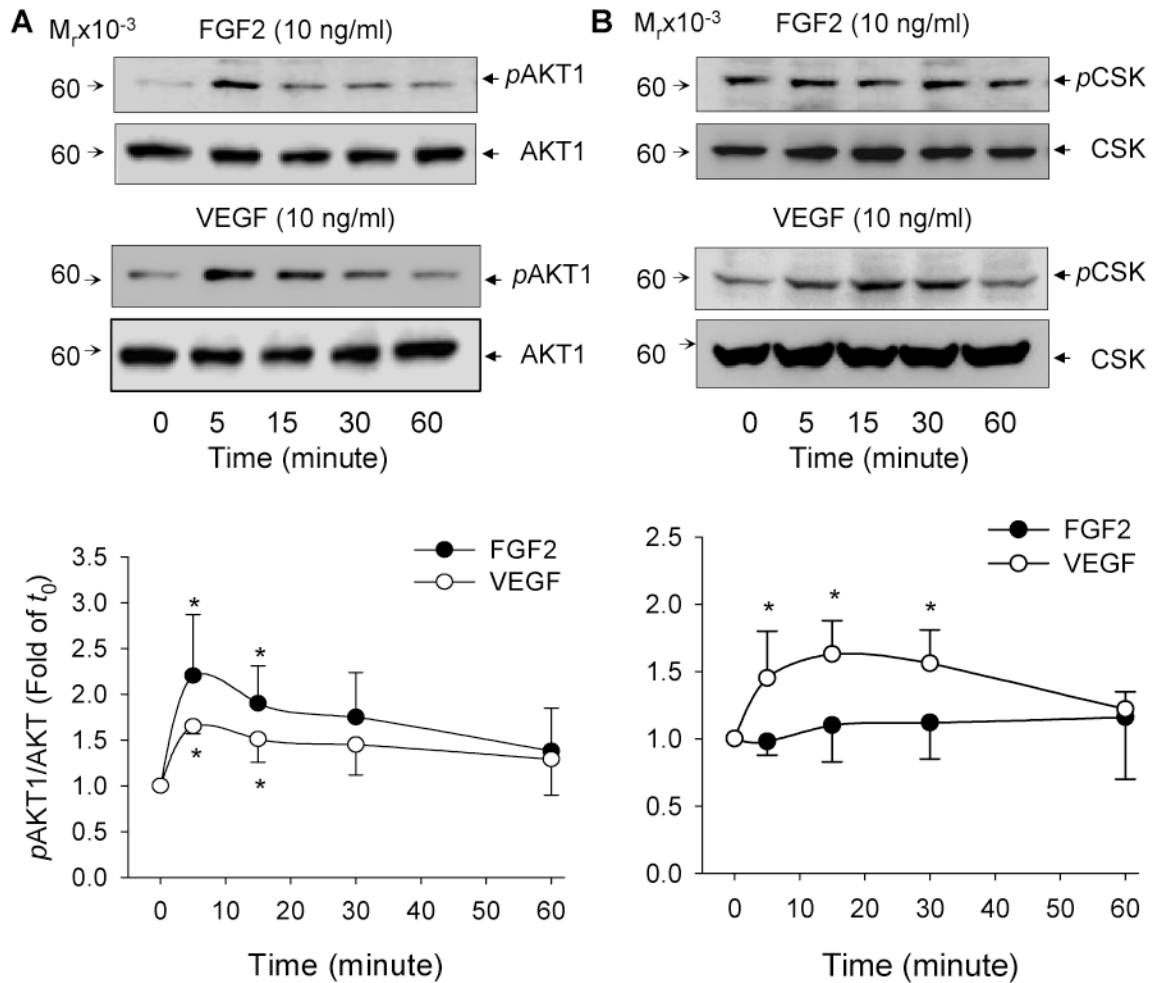 A Mrx10-3 FGF2 (10 ng/ml)
60 → ← pAKT1
60 → ← AKT1
VEGF (10 ng/ml)
60 → ← pAKT1
60 → ← AKT1
0 5 15 30 60
Time (minute)
B Mrx10-3 FGF2 (10 ng/ml)
60 → ← pCSK
60 → ← CSK
VEGF (10 ng/ml)
60 → ← pCSK
60 → ← CSK
0 5 15 30 60
Time (minute)
pAKT1/AKT (Fold of t0)
3.5
3.0
2.5
2.0
1.5
1.0
0.5
0.0
FGF2
VEGF
* *
* *
0 10 20 30 40 50 60
Time (minute)
2.5
2.0
1.5
1.0
0.5
0.0
FGF2
VEGF
* * *
0 10 20 30 40 50 60
Time (minute)